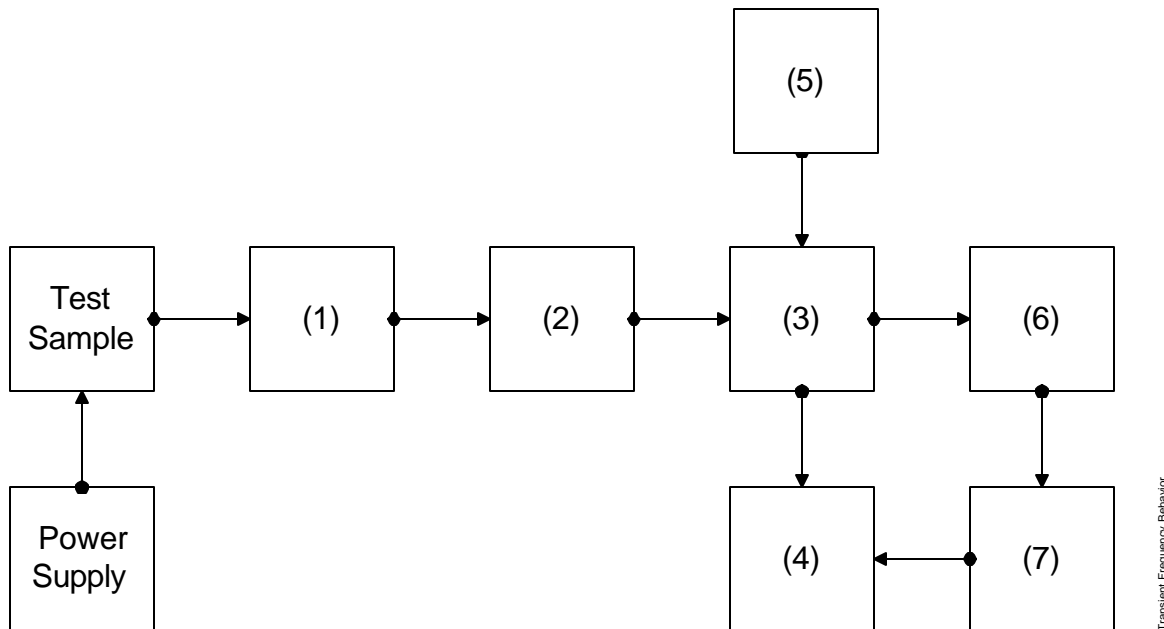 (5)
Test
Sample
(1)
(2)
(3)
(6)
Power
Supply
(4)
(7)
Transient Frequency Behavior